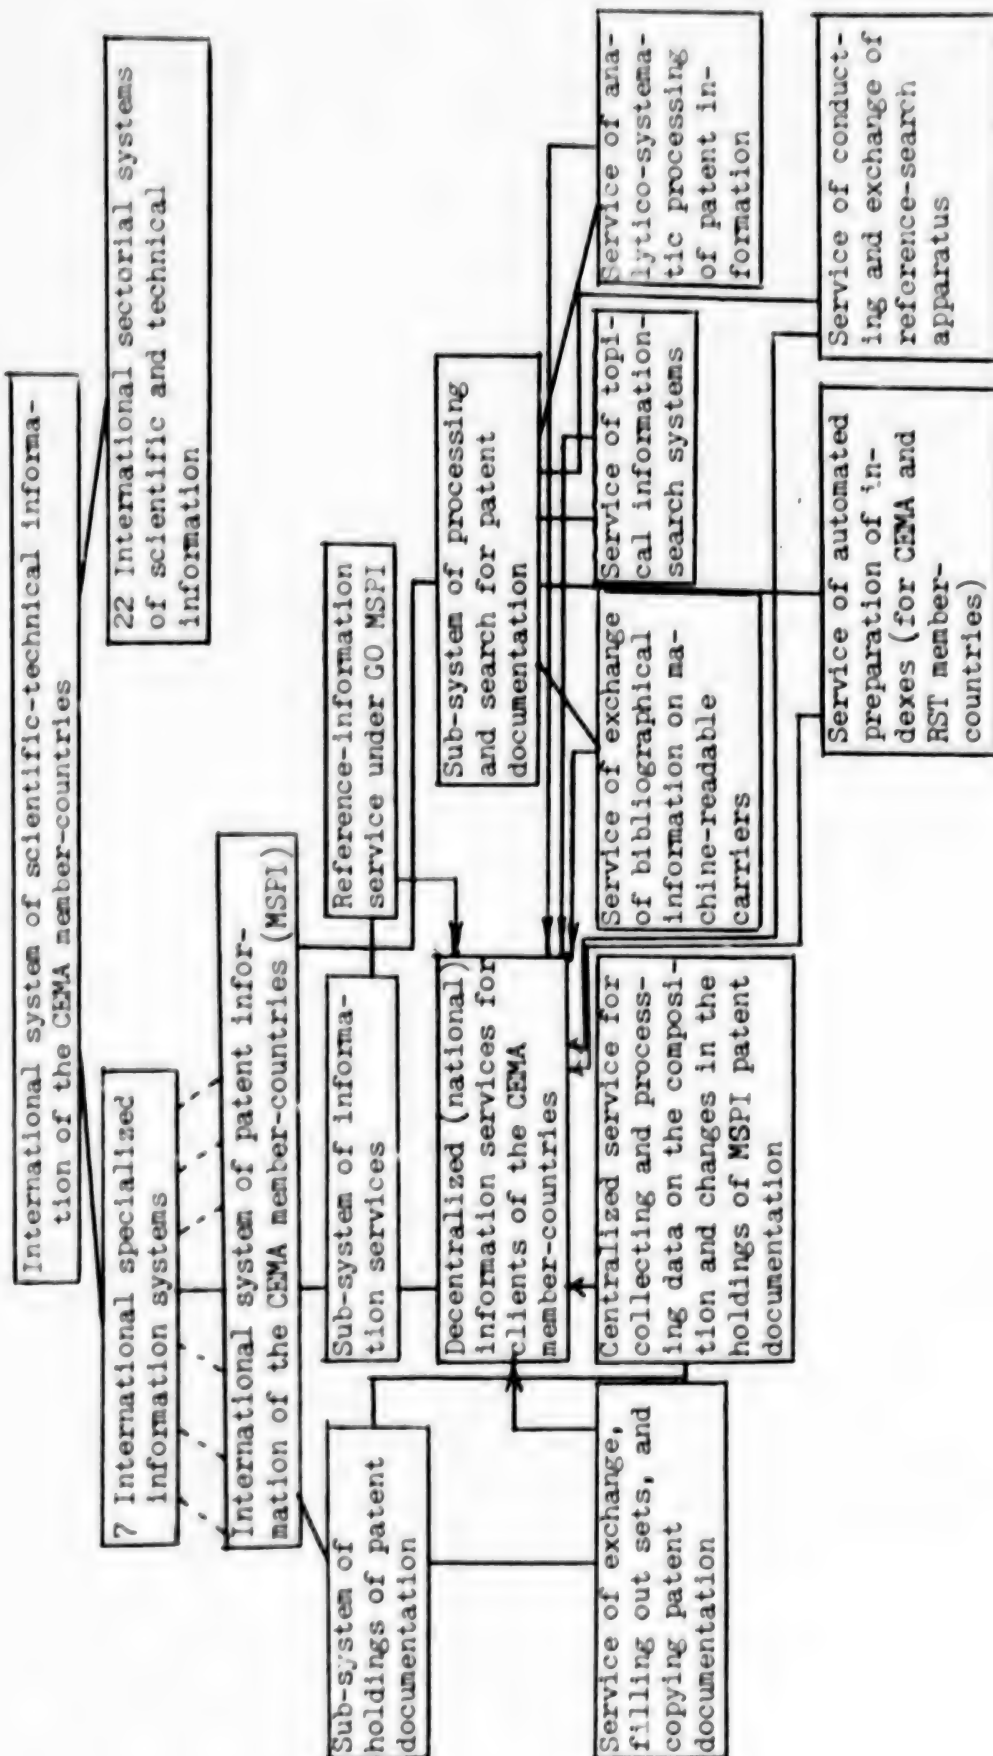 International system of scientific-technical informa-
tion of the CEMA member-countries
7 International specialized
information systems
22 International sectorial systems
of scientific and technical
information
International system of patent infor-
mation of the CEMA member-countries (MSPI)
Sub-system of
holdings of patent
documentation
Sub-system of informa-
tion services
Reference-information
service under GO MSPI
Decentralized (national)
information services for
clients of the CEMA
member-countries
Sub-system of processing
and search for patent
documentation
Service of exchange,
filling out sets, and
copying patent
documentation
Centralized service for
collecting and process-
ing data on the composi-
tion and changes in the
holdings of MSPI patent
documentation
Service of exchange
of bibliographical
information on ma-
chine-readable
carriers
Service of topi-
cal information-
search systems
Service of ana-
lytico-systema-
tic processing
of patent in-
formation
Service of automated
preparation of in-
dexes (for CEMA and
RST member-
countries)
Service of conduct-
ing and exchange of
reference-search
apparatus